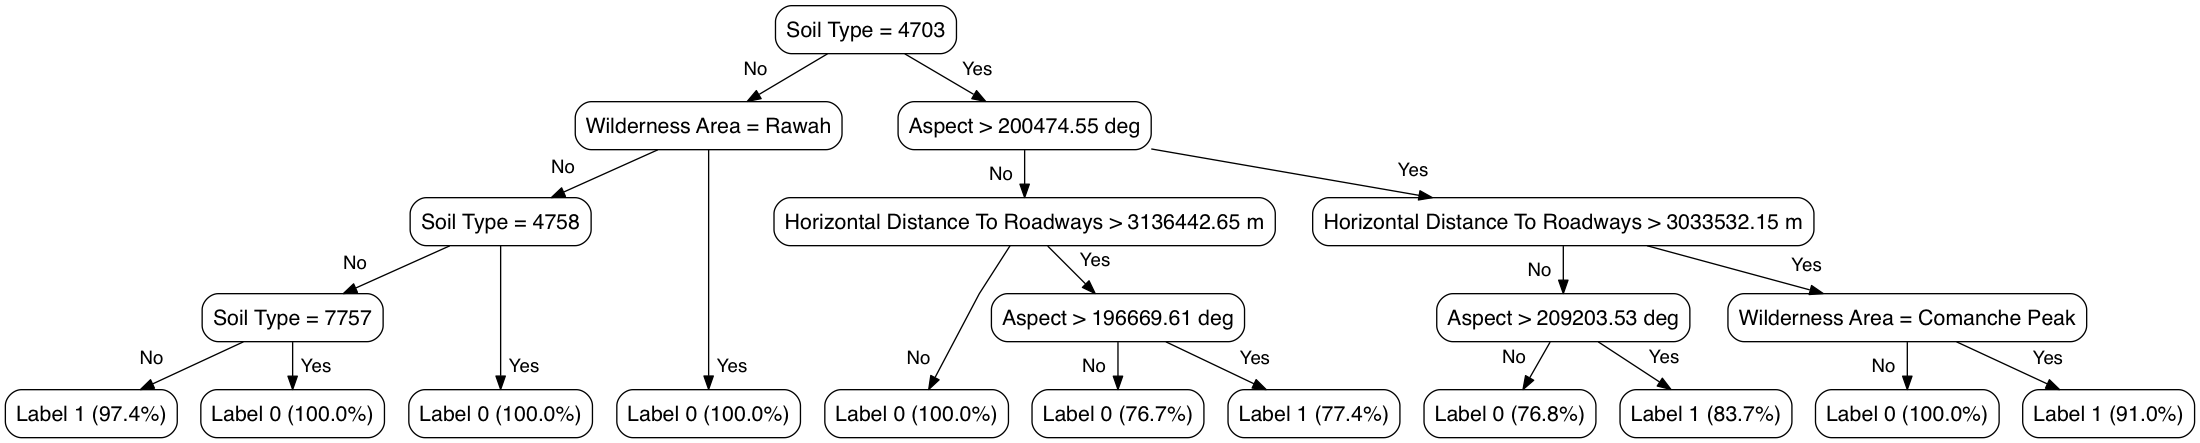 Soil Type = 4703
No
Yes
Wilderness Area = Rawah
Aspect > 200474.55 deg
No
Yes
No
Yes
Soil Type = 4758
Horizontal Distance To Roadways > 3136442.65 m
Horizontal Distance To Roadways > 3033532.15 m
No
Yes
Yes
No
Yes
No
Soil Type = 7757
Aspect > 196669.61 deg
Aspect > 209203.53 deg
Wilderness Area = Comanche Peak
No
Yes
No
Yes
No
Yes
No
Yes
Label 1 (97.4%)
Label 0 (100.0%)
Label 0 (100.0%)
Label 0 (100.0%)
Label 0 (100.0%)
Label 0 (76.7%)
Label 1 (77.4%)
Label 0 (76.8%)
Label 1 (83.7%)
Label 0 (100.0%)
Label 1 (91.0%)